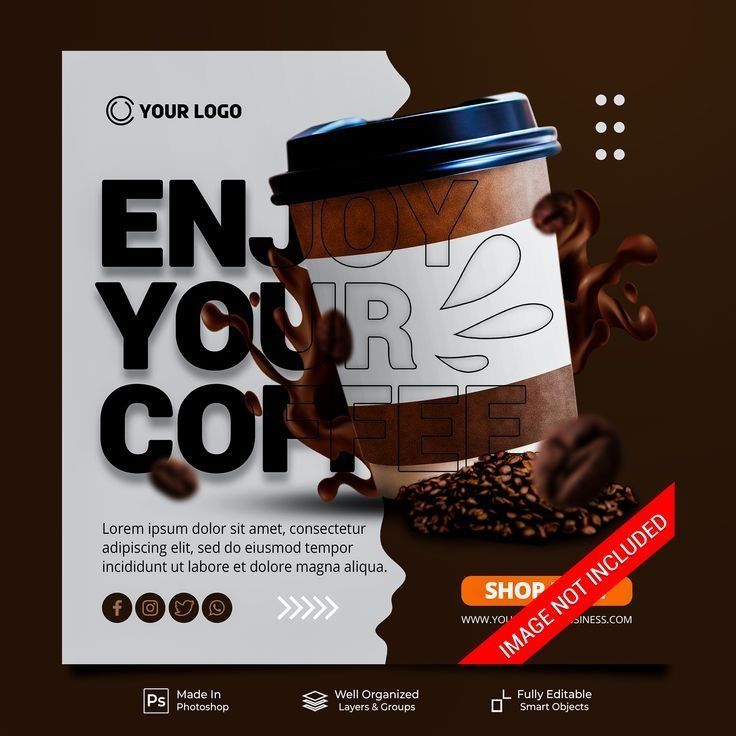 YOUR LOGO
ENJOY
YOUR
COFFEE
Lorem ipsum dolor sit amet, consectetur
adipiscing elit, sed do eiusmod tempor
incididunt ut labore et dolore magna aliqua.
SHOP
IMAGE NOT INCLUDED
Ps
Made In
Photoshop
Well Organized
Layers & Groups
Fully Editable
Smart Objects